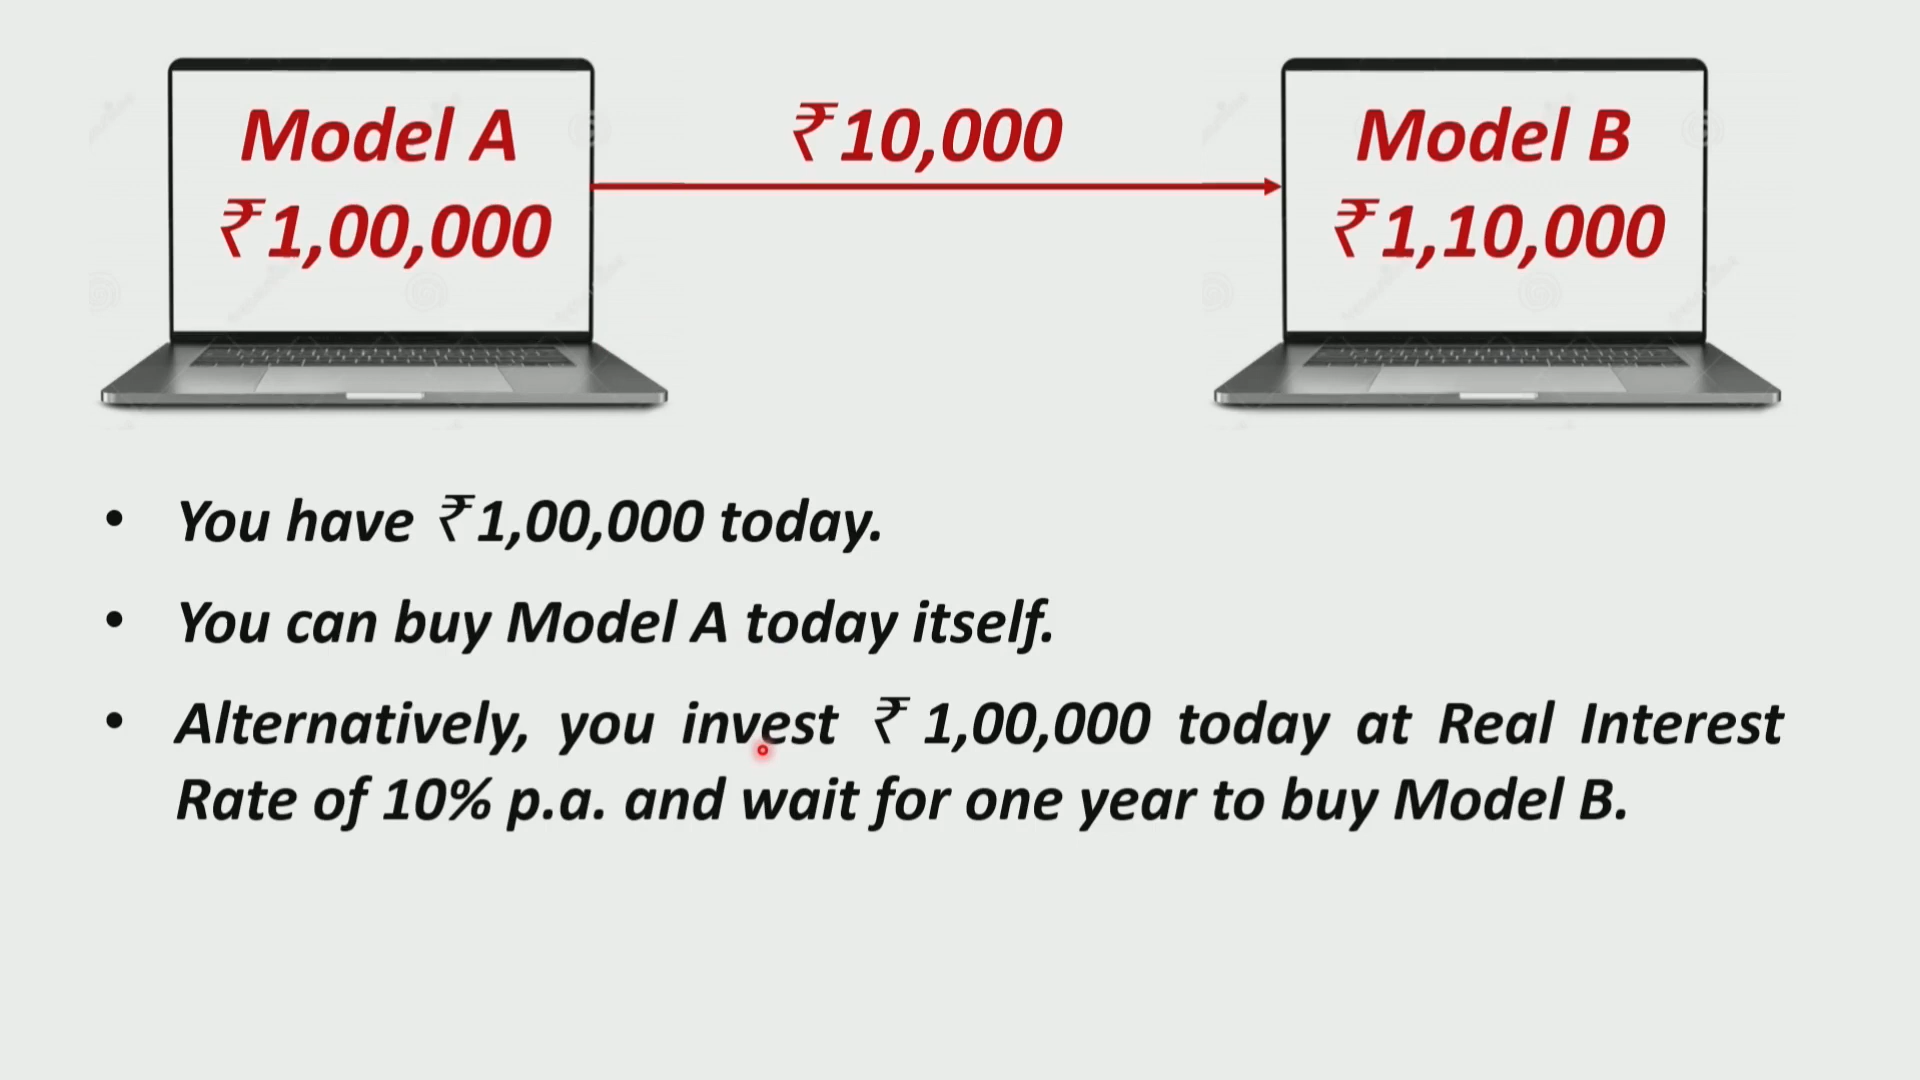 Model A
₹1,00,000
₹10,000
Model B
₹1,10,000
• You have ₹1,00,000 today.
• You can buy Model A today itself.
• Alternatively, you invest ₹ 1,00,000 today at Real Interest
Rate of 10% p.a. and wait for one year to buy Model B.